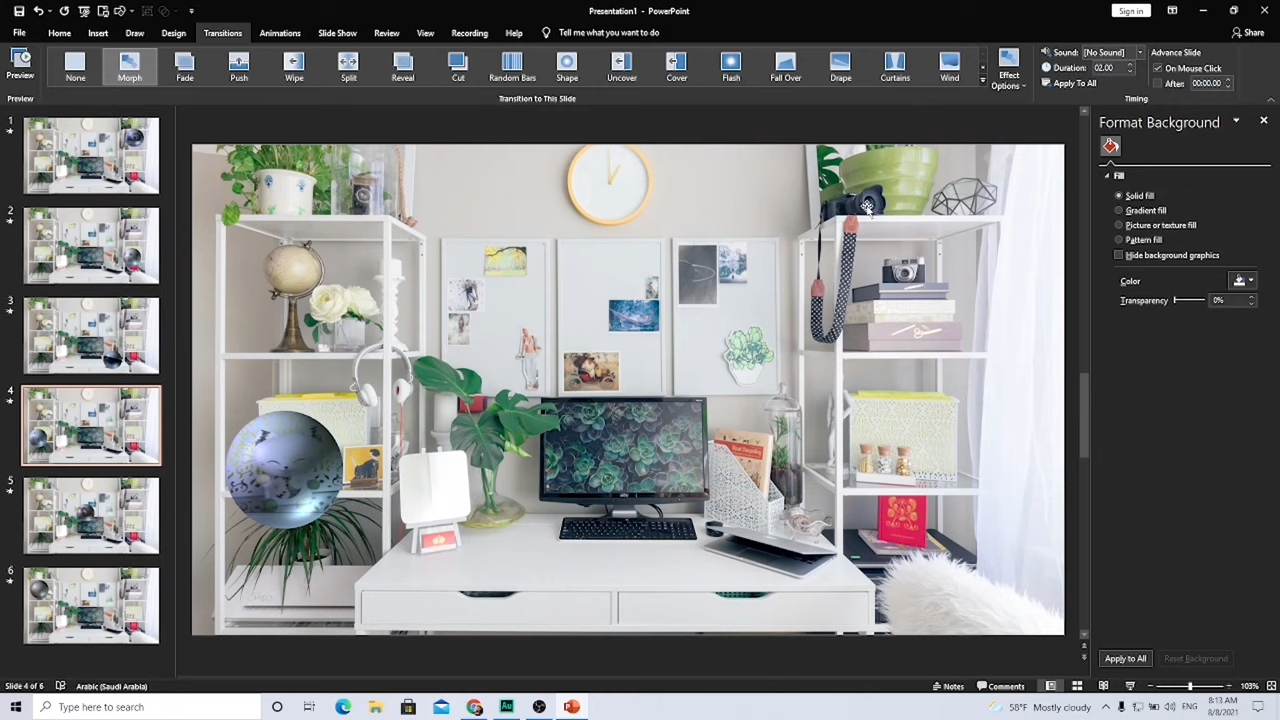 Presentation1 - PowerPoint
Sign in
File Home Insert Draw Design Transitions Animations Slide Show Review View Recording Help Tell me what you want to do Share
Preview None Morph Fade Push Wipe Split Reveal Cut Random Bars Shape Uncover Cover Flash Fall Over Drape Curtains Wind
Effect Options
Sound: [No Sound]
Duration: 02.00
Apply To All
Advance Slide
On Mouse Click
After: 00:00.00
Preview Transition to This Slide Timing
1
2
3
4
5
6
Format Background
Fill
Solid fill
Gradient fill
Picture or texture fill
Pattern fill
Hide background graphics
Color
Transparency 0%
Apply to All Reset Background
Slide 4 of 6 Arabic (Saudi Arabia) Notes Comments 103%
Type here to search
58°F Mostly cloudy
8:13 AM
8/8/2021